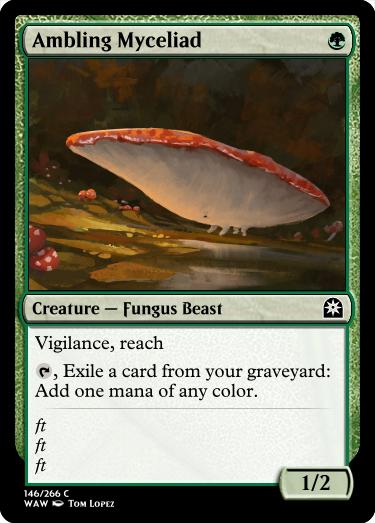 Ambling Myceliad
Creature — Fungus Beast
Vigilance, reach
, Exile a card from your graveyard:
Add one mana of any color.
ft
ft
ft
1/2
146/266 C
WAW Tom Lopez